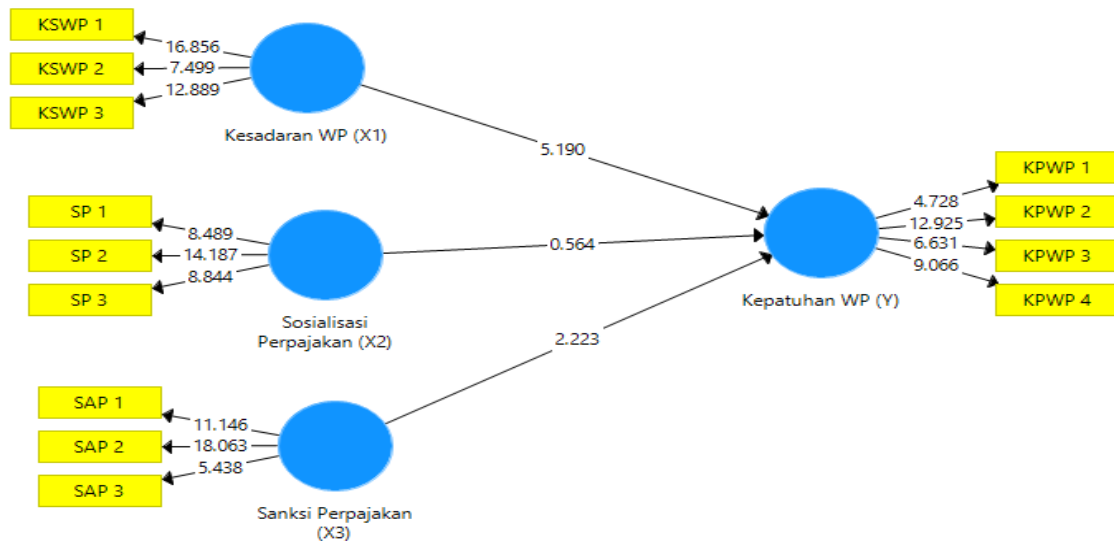 KSWP 1
16.856
KSWP 2
7.499
KSWP 3
12.889
Kesadaran WP (X1)
5.190
SP 1
8.489
SP 2
14.187
SP 3
8.844
Sosialisasi
Perpajakan (X2)
0.564
SAP 1
11.146
SAP 2
18.063
SAP 3
5.438
Sanksi Perpajakan
(X3)
2.223
Kepatuhan WP (Y)
4.728
KPWP 1
12.925
KPWP 2
6.631
KPWP 3
9.066
KPWP 4